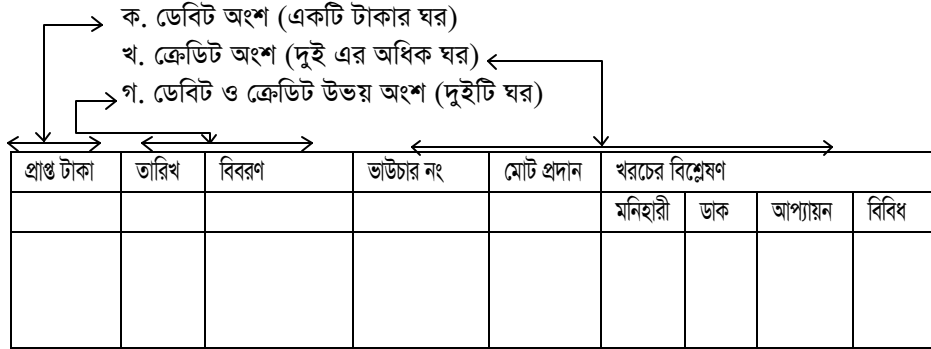 ক. ডেবিট অংশ (একটি টাকার ঘর)
খ. ক্রেডিট অংশ (দুই এর অধিক ঘর)
গ. ডেবিট ও ক্রেডিট উভয় অংশ (দুইটি ঘর)
প্রাপ্ত টাকা তারিখ বিবরণ ভাউচার নং মোট প্রদান খরচের বিশ্লেষণ
মনিহারী ডাক আপ্যায়ন বিবিধ